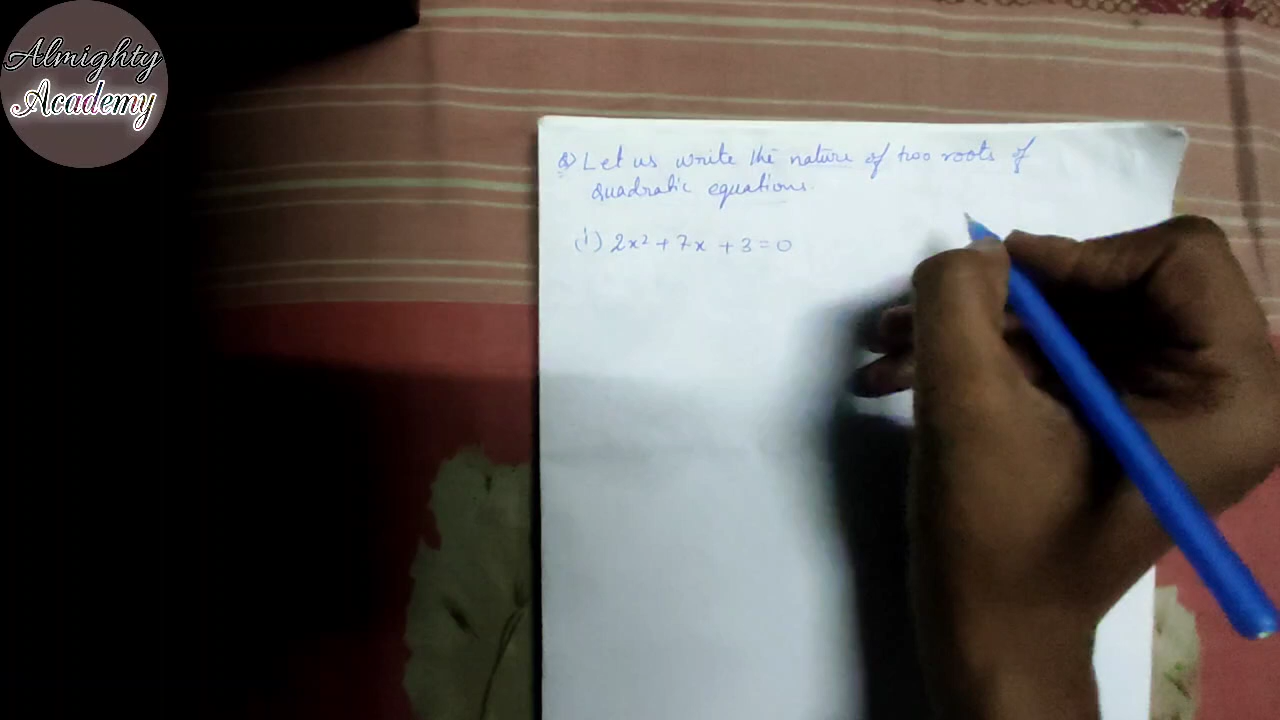 Almighty
Academy
Q) Let us write the nature of two roots of
quadratic equations.
(i) 2x² + 7x + 3 = 0